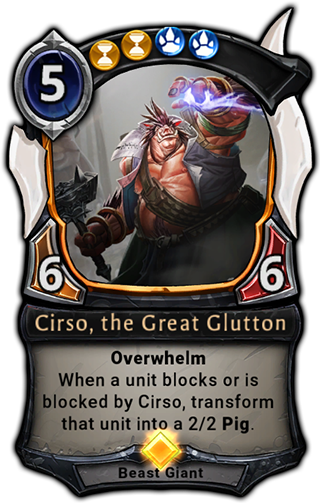 5
6
6
Cirso, the Great Glutton
Overwhelm
When a unit blocks or is
blocked by Cirso, transform
that unit into a 2/2 Pig.
Beast Giant